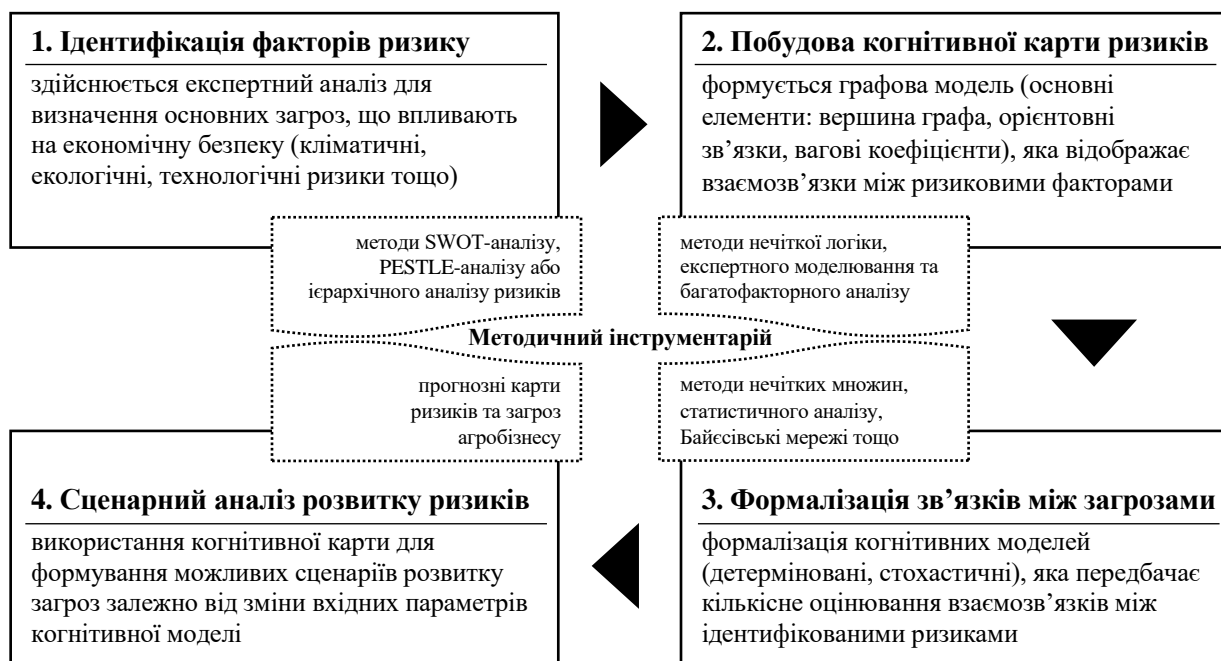 1. Ідентифікація факторів ризику
здійснюється експертний аналіз для
визначення основних загроз, що впливають
на економічну безпеку (кліматичні,
екологічні, технологічні ризики тощо)
2. Побудова когнітивної карти ризиків
формується графова модель (основні
елементи: вершина графа, орієнтовні
зв’язки, вагові коефіцієнти), яка відображає
взаємозв’язки між ризиковими факторами
методи SWOT-аналізу,
PESTLE-аналізу або
ієрархічного аналізу ризиків
методи нечіткої логіки,
експертного моделювання та
багатофакторного аналізу
Методичний інструментарій
прогнозні карти
ризиків та загроз
агробізнесу
методи нечітких множин,
статистичного аналізу,
Байєсівські мережі тощо
4. Сценарний аналіз розвитку ризиків
використання когнітивної карти для
формування можливих сценаріїв розвитку
загроз залежно від зміни вхідних параметрів
когнітивної моделі
3. Формалізація зв’язків між загрозами
формалізація когнітивних моделей
(детерміновані, стохастичні), яка передбачає
кількісне оцінювання взаємозв’язків між
ідентифікованими ризиками